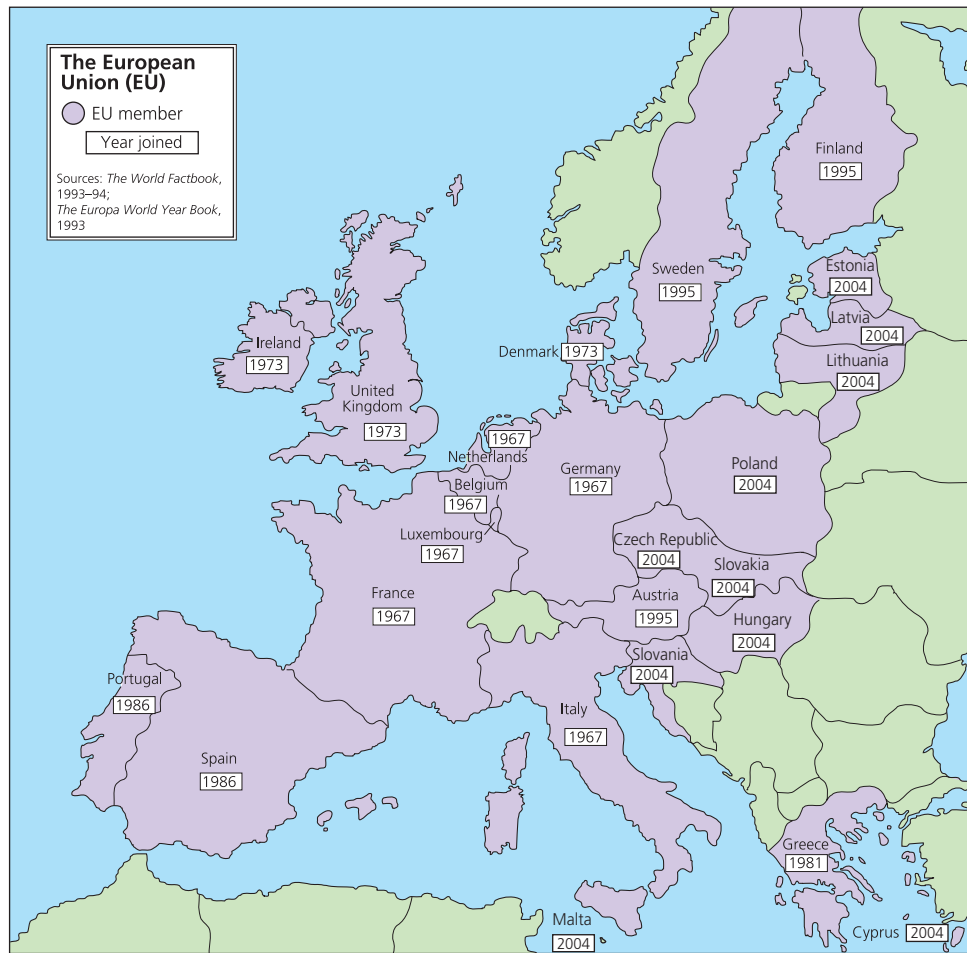 The European
Union (EU)
EU member
Year joined
Sources: The World Factbook,
1993–94;
The Europa World Year Book,
1993
Finland
1995
Sweden
1995
Estonia
2004
Latvia
2004
Lithuania
2004
Denmark 1973
Ireland
1973
United
Kingdom
1973
1967
Netherlands
Belgium
1967
Luxembourg
1967
Germany
1967
Poland
2004
Czech Republic
2004
Slovakia
2004
Austria
1995
Hungary
2004
Slovania
2004
France
1967
Portugal
1986
Spain
1986
Italy
1967
Greece
1981
Malta
2004
Cyprus 2004